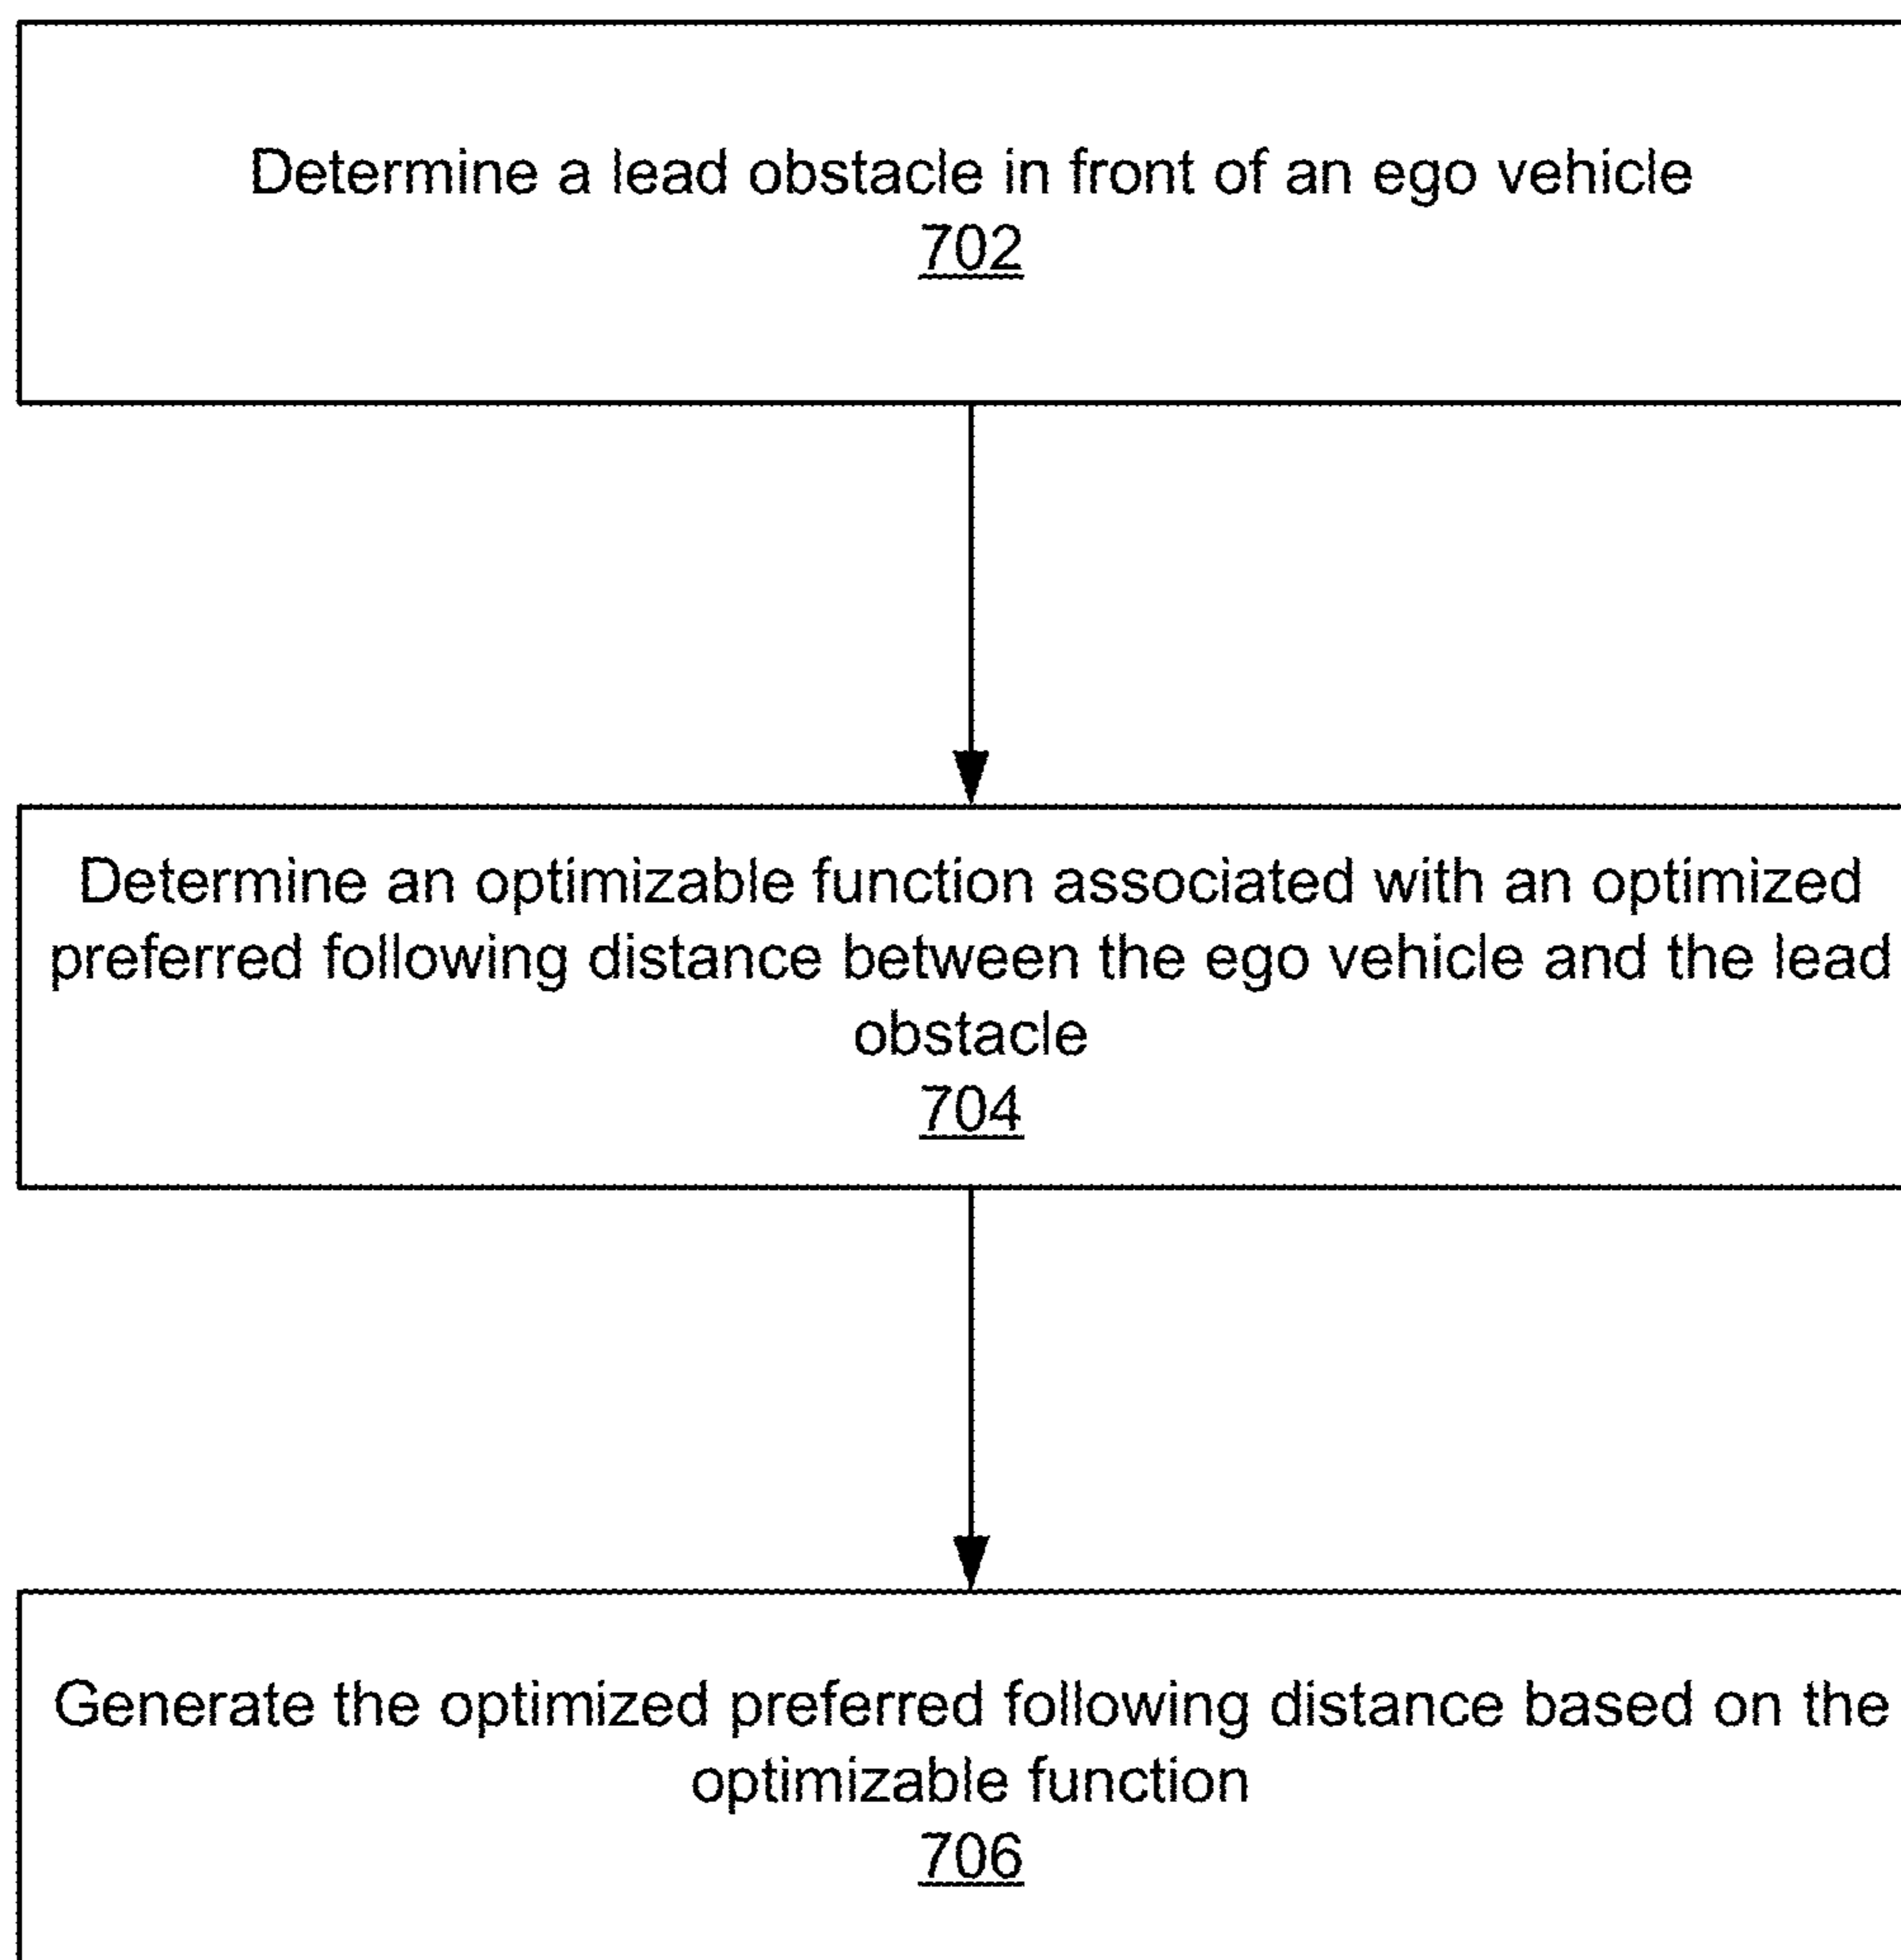 Determine a lead obstacle in front of an ego vehicle
702
Determine an optimizable function associated with an optimized
preferred following distance between the ego vehicle and the lead
obstacle
704
Generate the optimized preferred following distance based on the
optimizable function
706